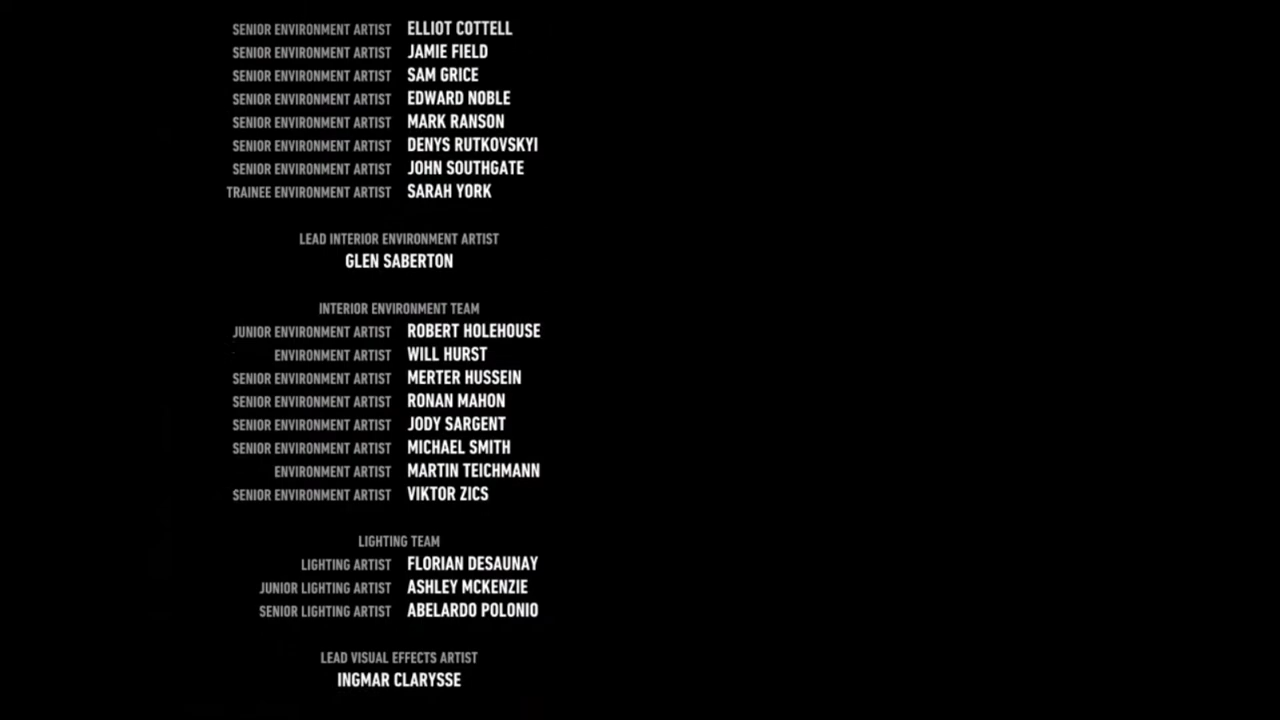 SENIOR ENVIRONMENT ARTIST ELLIOT COTTELL
SENIOR ENVIRONMENT ARTIST JAMIE FIELD
SENIOR ENVIRONMENT ARTIST SAM GRICE
SENIOR ENVIRONMENT ARTIST EDWARD NOBLE
SENIOR ENVIRONMENT ARTIST MARK RANSON
SENIOR ENVIRONMENT ARTIST DENYS RUTKOVSKYI
SENIOR ENVIRONMENT ARTIST JOHN SOUTHGATE
TRAINEE ENVIRONMENT ARTIST SARAH YORK
LEAD INTERIOR ENVIRONMENT ARTIST
GLEN SABERTON
INTERIOR ENVIRONMENT TEAM
JUNIOR ENVIRONMENT ARTIST ROBERT HOLEHOUSE
ENVIRONMENT ARTIST WILL HURST
SENIOR ENVIRONMENT ARTIST MERTER HUSSEIN
SENIOR ENVIRONMENT ARTIST RONAN MAHON
SENIOR ENVIRONMENT ARTIST JODY SARGENT
SENIOR ENVIRONMENT ARTIST MICHAEL SMITH
ENVIRONMENT ARTIST MARTIN TEICHMANN
SENIOR ENVIRONMENT ARTIST VIKTOR ZICS
LIGHTING TEAM
LIGHTING ARTIST FLORIAN DESAUNAY
JUNIOR LIGHTING ARTIST ASHLEY MCKENZIE
SENIOR LIGHTING ARTIST ABELARDO POLONIO
LEAD VISUAL EFFECTS ARTIST
INGMAR CLARYSSE